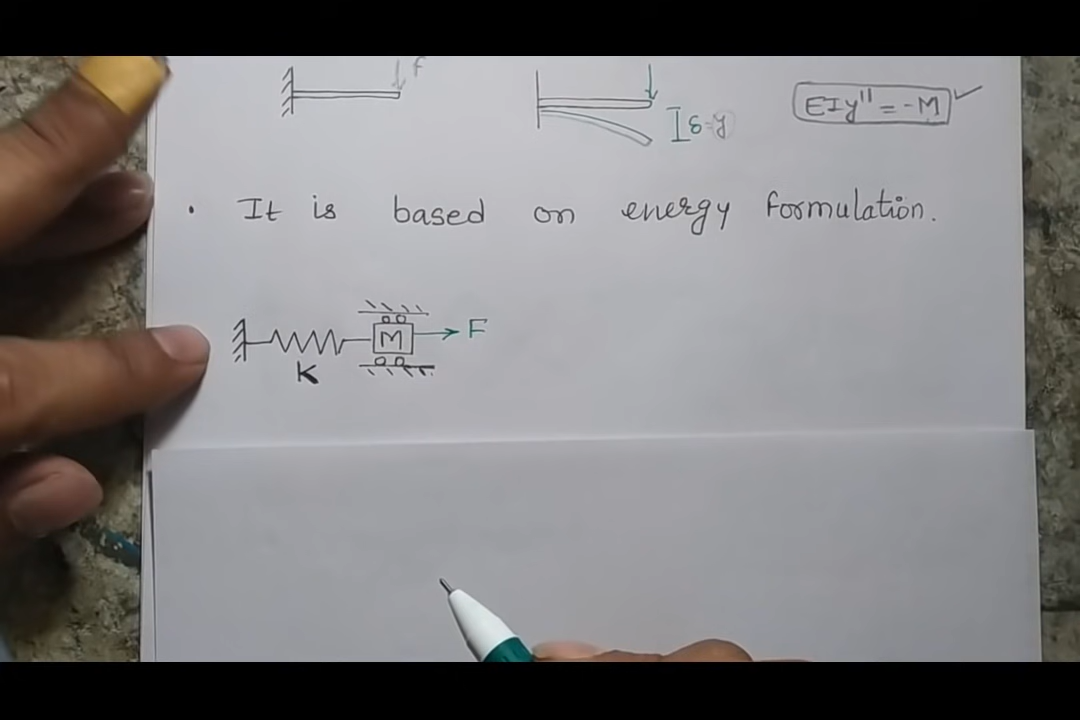 F
δ=y
EIy" = -M
• It is based on energy formulation.
M
F
K